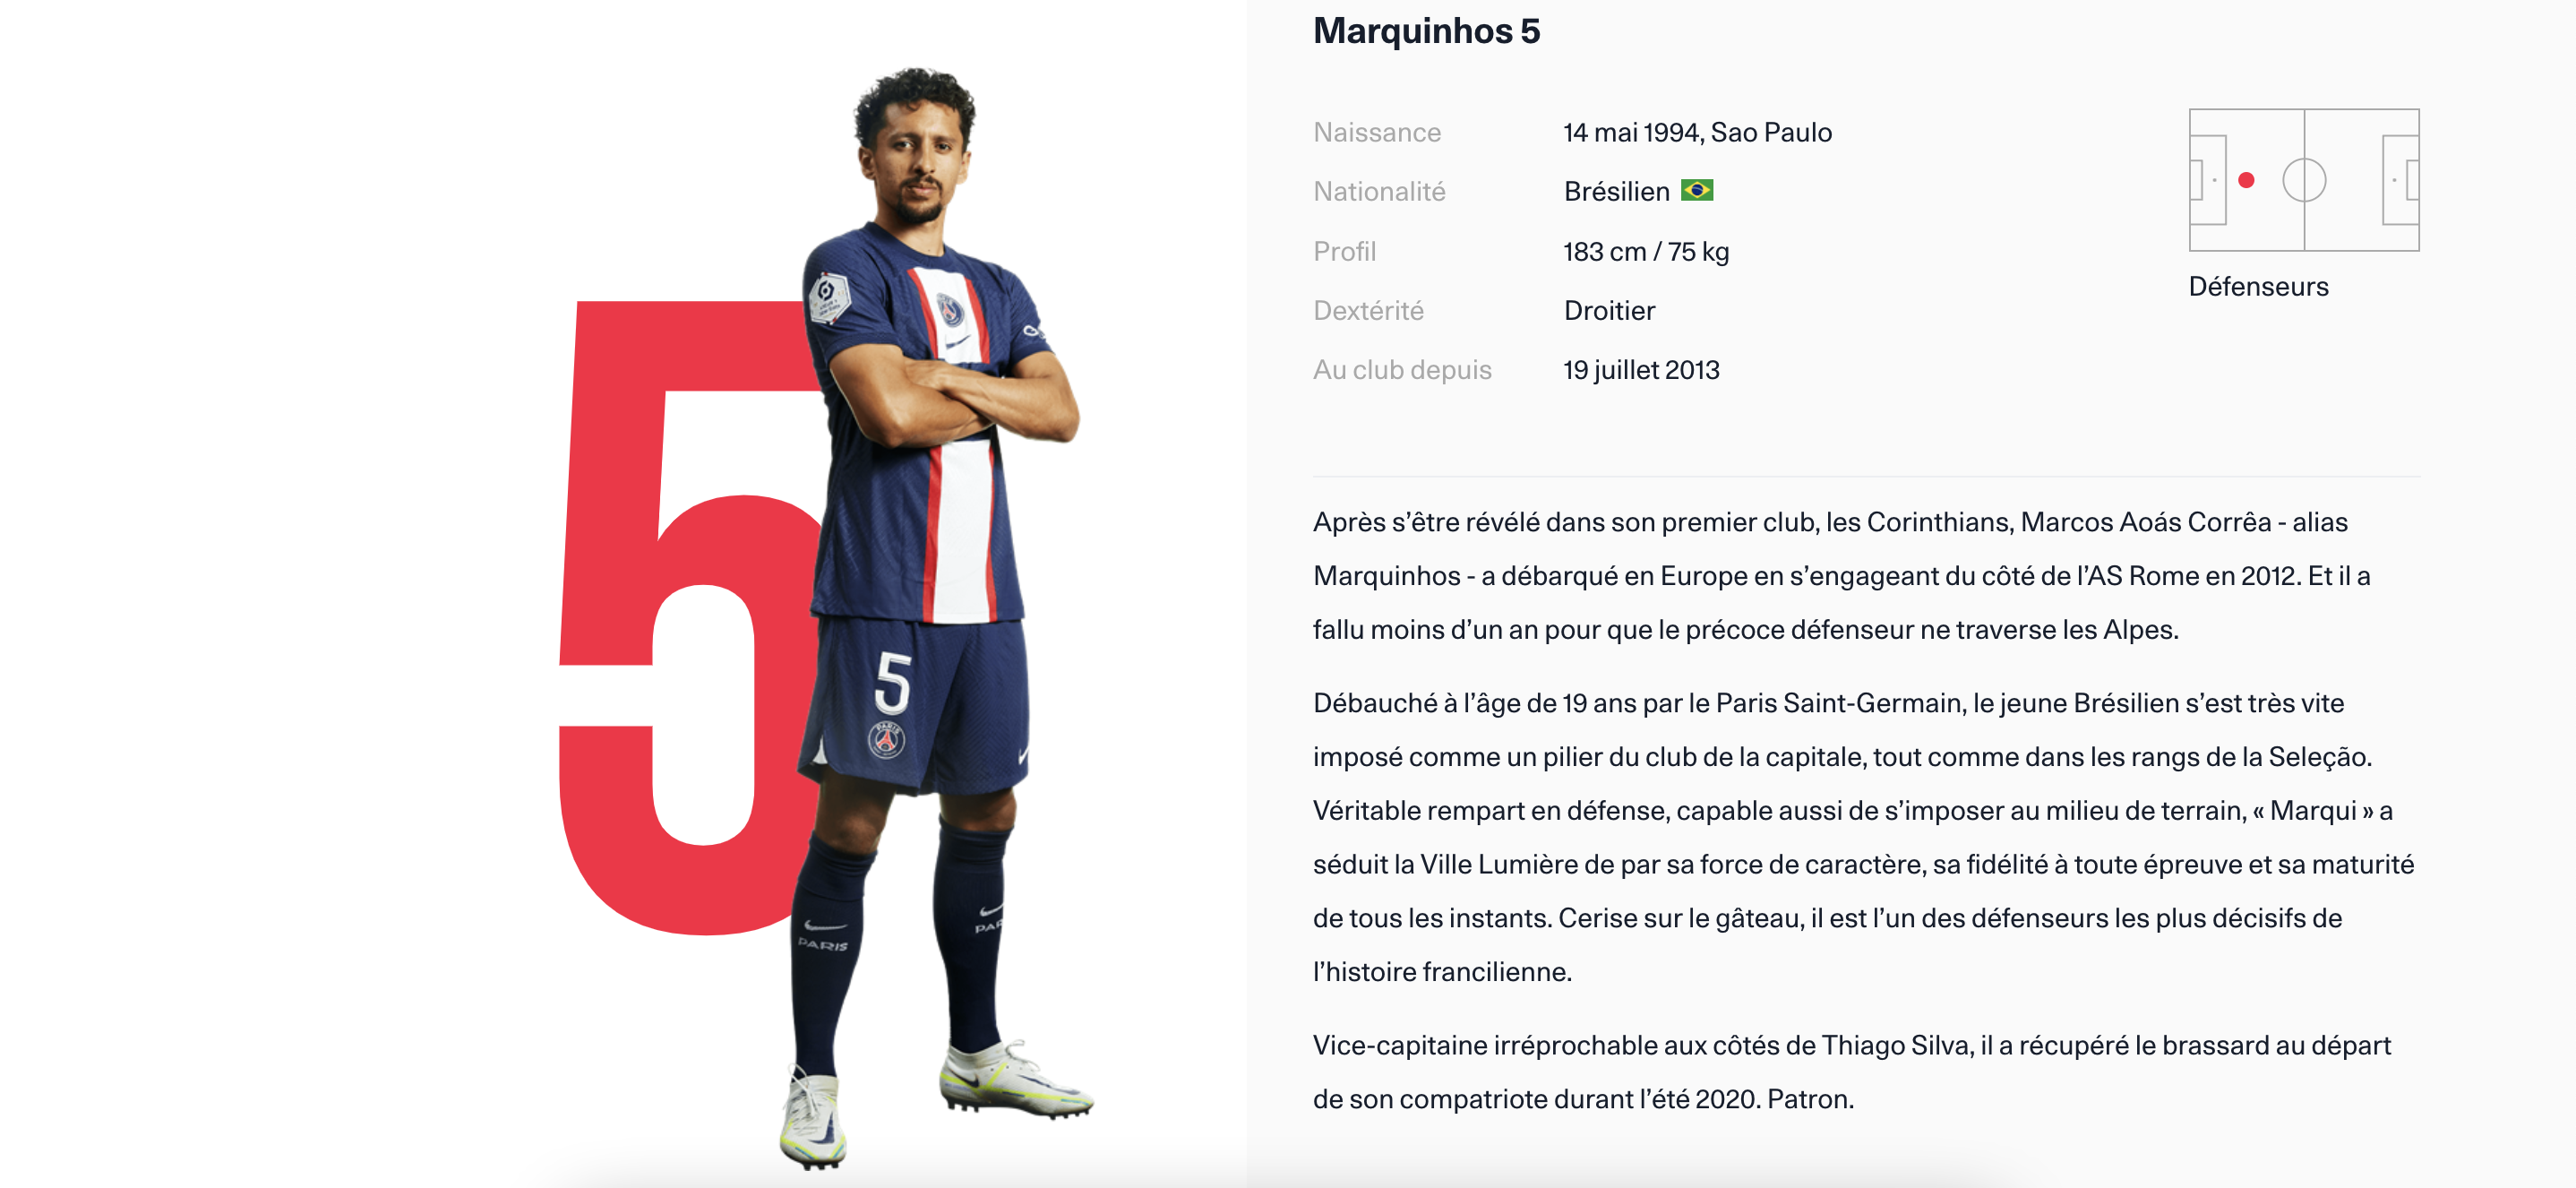 Marquinhos 5
Naissance 14 mai 1994, Sao Paulo
Nationalité Brésilien
Profil 183 cm / 75 kg
Dextérité Droitier
Au club depuis 19 juillet 2013
Défenseurs
Après s’être révélé dans son premier club, les Corinthians, Marcos Aoás Corrêa - alias
Marquinhos - a débarqué en Europe en s’engageant du côté de l’AS Rome en 2012. Et il a
fallu moins d’un an pour que le précoce défenseur ne traverse les Alpes.
Débauché à l’âge de 19 ans par le Paris Saint-Germain, le jeune Brésilien s’est très vite
imposé comme un pilier du club de la capitale, tout comme dans les rangs de la Seleção.
Véritable rempart en défense, capable aussi de s’imposer au milieu de terrain, « Marqui » a
séduit la Ville Lumière de par sa force de caractère, sa fidélité à toute épreuve et sa maturité
de tous les instants. Cerise sur le gâteau, il est l’un des défenseurs les plus décisifs de
l’histoire francilienne.
Vice-capitaine irréprochable aux côtés de Thiago Silva, il a récupéré le brassard au départ
de son compatriote durant l’été 2020. Patron.
5
5
PARIS
PARIS
PAR